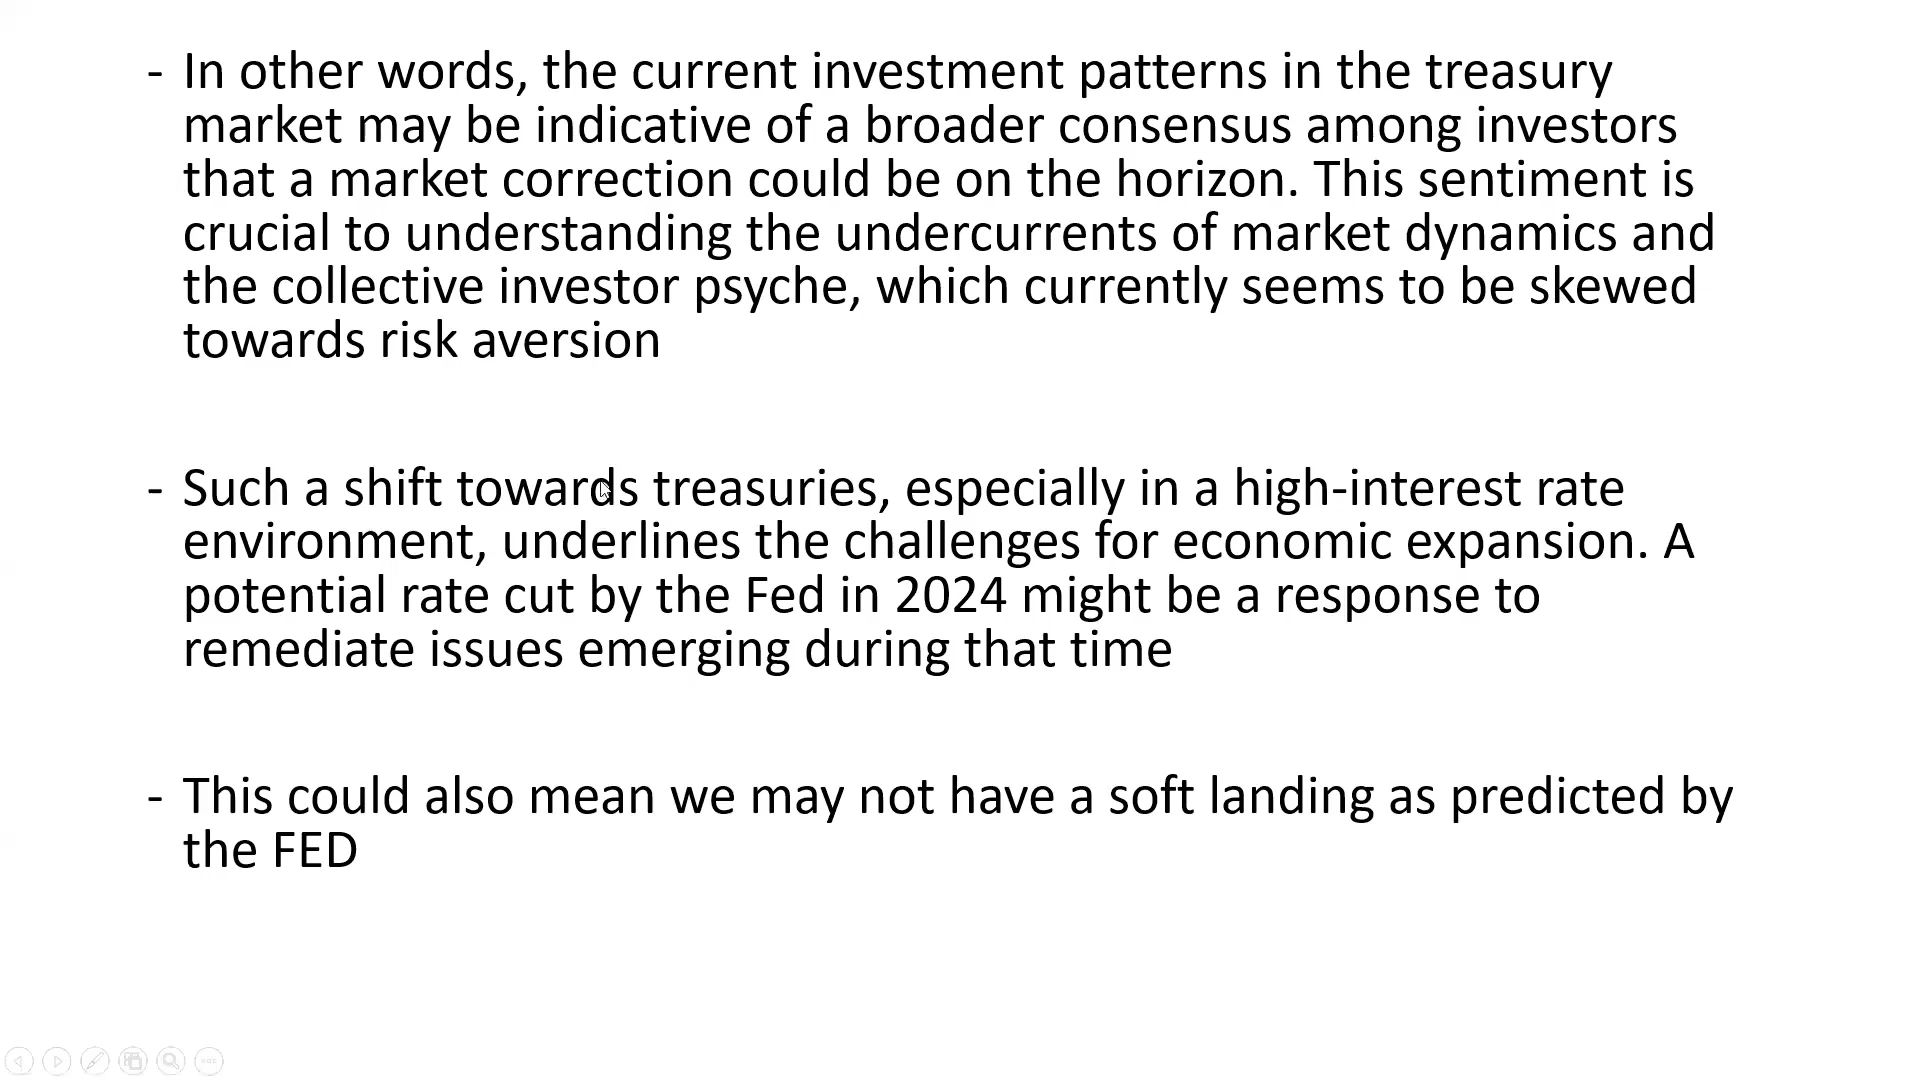 - In other words, the current investment patterns in the treasury
market may be indicative of a broader consensus among investors
that a market correction could be on the horizon. This sentiment is
crucial to understanding the undercurrents of market dynamics and
the collective investor psyche, which currently seems to be skewed
towards risk aversion
- Such a shift towards treasuries, especially in a high-interest rate
environment, underlines the challenges for economic expansion. A
potential rate cut by the Fed in 2024 might be a response to
remediate issues emerging during that time
- This could also mean we may not have a soft landing as predicted by
the FED